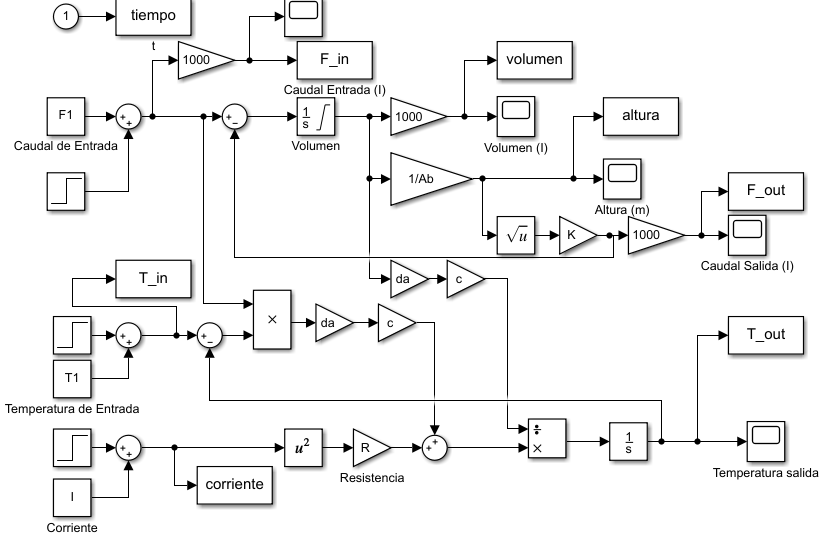 1
tiempo
t
1000
F_in
Caudal Entrada (l)
F1
Caudal de Entrada
+
+
+
−
1
s
Volumen
1000
volumen
Volumen (l)
1/Ab
altura
Altura (m)
√u
K
1000
F_out
Caudal Salida (l)
T_in
da
c
×
da
c
+
+
+
−
T1
Temperatura de Entrada
T_out
+
+
u²
R
Resistencia
+
+
÷
×
1
s
Temperatura salida
corriente
I
Corriente